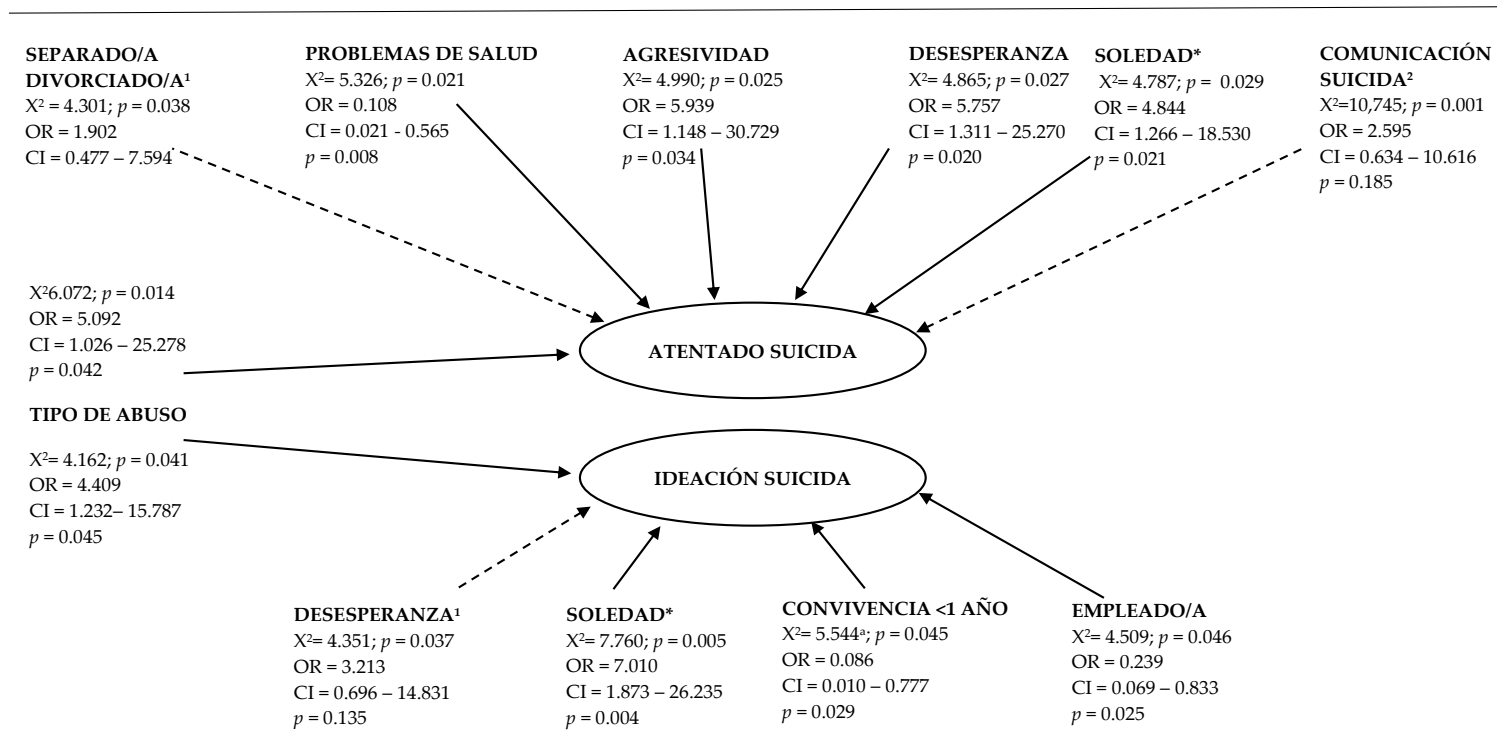 SEPARADO/A
DIVORCIADO/A¹
X² = 4.301; p = 0.038
OR = 1.902
CI = 0.477 – 7.594
PROBLEMAS DE SALUD
X²= 5.326; p = 0.021
OR = 0.108
CI = 0.021 - 0.565
p = 0.008
AGRESIVIDAD
X²= 4.990; p = 0.025
OR = 5.939
CI = 1.148 – 30.729
p = 0.034
DESESPERANZA
X²= 4.865; p = 0.027
OR = 5.757
CI = 1.311 – 25.270
p = 0.020
SOLEDAD*
X²= 4.787; p = 0.029
OR = 4.844
CI = 1.266 – 18.530
p = 0.021
COMUNICACIÓN
SUICIDA²
X²=10,745; p = 0.001
OR = 2.595
CI = 0.634 – 10.616
p = 0.185
X²6.072; p = 0.014
OR = 5.092
CI = 1.026 – 25.278
p = 0.042
ATENTADO SUICIDA
TIPO DE ABUSO
X²= 4.162; p = 0.041
OR = 4.409
CI = 1.232– 15.787
p = 0.045
IDEACIÓN SUICIDA
DESESPERANZA¹
X²= 4.351; p = 0.037
OR = 3.213
CI = 0.696 – 14.831
p = 0.135
SOLEDAD*
X²= 7.760; p = 0.005
OR = 7.010
CI = 1.873 – 26.235
p = 0.004
CONVIVENCIA <1 AÑO
X²= 5.544ª; p = 0.045
OR = 0.086
CI = 0.010 – 0.777
p = 0.029
EMPLEADO/A
X²= 4.509; p = 0.046
OR = 0.239
CI = 0.069 – 0.833
p = 0.025